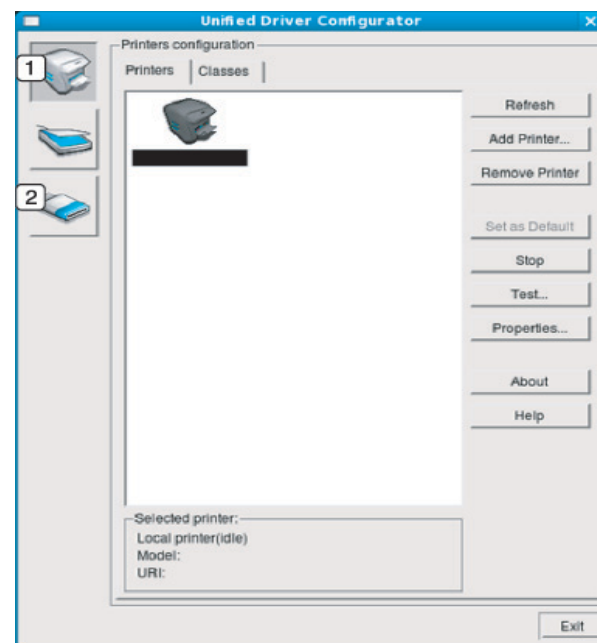 Unified Driver Configurator
1
2
Printers configuration
Printers Classes
Refresh
Add Printer...
Remove Printer
Set as Default
Stop
Test...
Properties...
About
Help
Selected printer:
Local printer(idle)
Model:
URI:
Exit